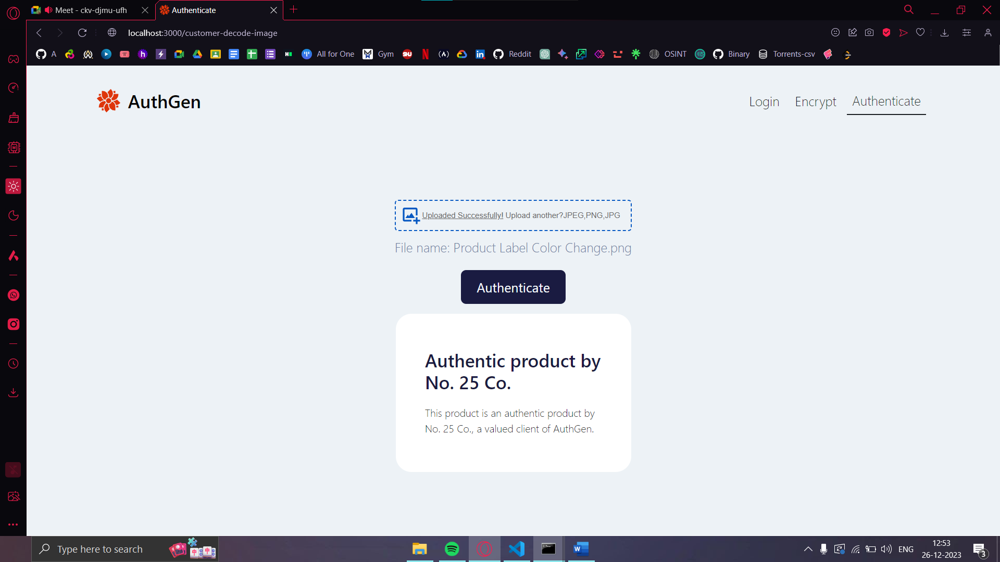 Meet - ckv-djmu-ufh
Authenticate
localhost:3000/customer-decode-image
A
All for One
Gym
Reddit
OSINT
Binary
Torrents-csv
AuthGen
Login
Encrypt
Authenticate
Uploaded Successfully! Upload another?JPEG,PNG,JPG
File name: Product Label Color Change.png
Authenticate
Authentic product by
No. 25 Co.
This product is an authentic product by
No. 25 Co., a valued client of AuthGen.
Type here to search
ENG
12:53
26-12-2023
3